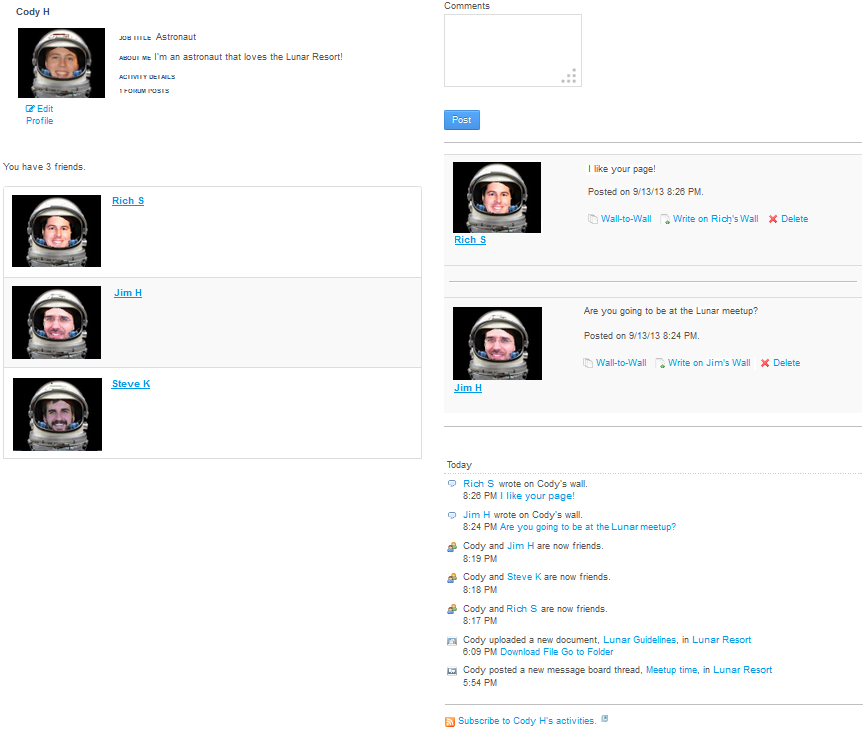 Cody H
JOB TITLE Astronaut
ABOUT ME I'm an astronaut that loves the Lunar Resort!
ACTIVITY DETAILS
1 FORUM POSTS
Edit
Profile
You have 3 friends.
Rich S
Jim H
Steve K
Comments
Post
I like your page!
Posted on 9/13/13 8:26 PM.
Wall-to-Wall Write on Rich's Wall Delete
Rich S
Are you going to be at the Lunar meetup?
Posted on 9/13/13 8:24 PM.
Wall-to-Wall Write on Jim's Wall Delete
Jim H
Today
Rich S wrote on Cody's wall.
8:26 PM I like your page!
Jim H wrote on Cody's wall.
8:24 PM Are you going to be at the Lunar meetup?
Cody and Jim H are now friends.
8:19 PM
Cody and Steve K are now friends.
8:18 PM
Cody and Rich S are now friends.
8:17 PM
Cody uploaded a new document, Lunar Guidelines, in Lunar Resort
6:09 PM Download File Go to Folder
Cody posted a new message board thread, Meetup time, in Lunar Resort
5:54 PM
Subscribe to Cody H's activities.